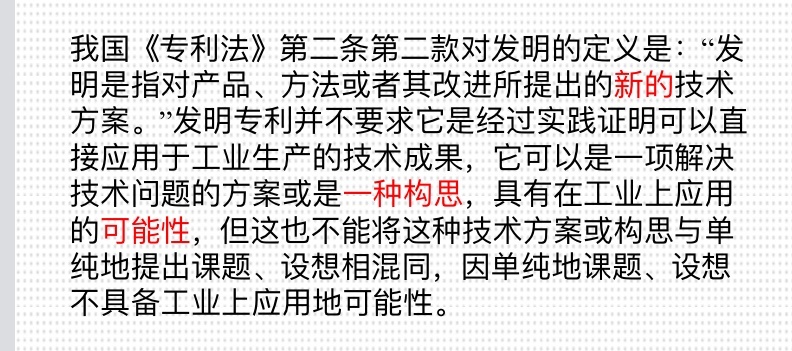 我国《专利法》第二条第二款对发明的定义是：“发
明是指对产品、方法或者其改进所提出的新的技术
方案。”发明专利并不要求它是经过实践证明可以直
接应用于工业生产的技术成果，它可以是一项解决
技术问题的方案或是一种构思，具有在工业上应用
的可能性，但这也不能将这种技术方案或构思与单
纯地提出课题、设想相混同，因单纯地课题、设想
不具备工业上应用地可能性。